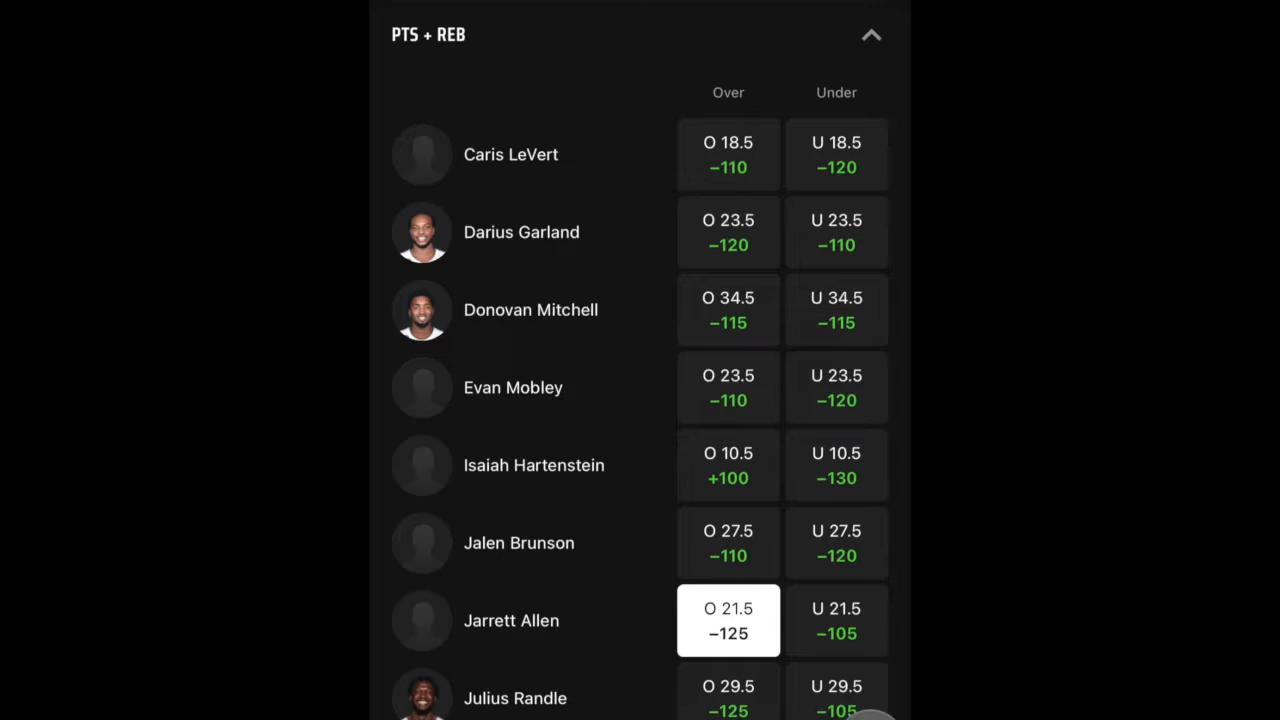 PTS + REB
Over Under
Caris LeVert
O 18.5 U 18.5
−110 −120
Darius Garland
O 23.5 U 23.5
−120 −110
Donovan Mitchell
O 34.5 U 34.5
−115 −115
Evan Mobley
O 23.5 U 23.5
−110 −120
Isaiah Hartenstein
O 10.5 U 10.5
+100 −130
Jalen Brunson
O 27.5 U 27.5
−110 −120
Jarrett Allen
O 21.5 U 21.5
−125 −105
Julius Randle
O 29.5 U 29.5
−125 −105